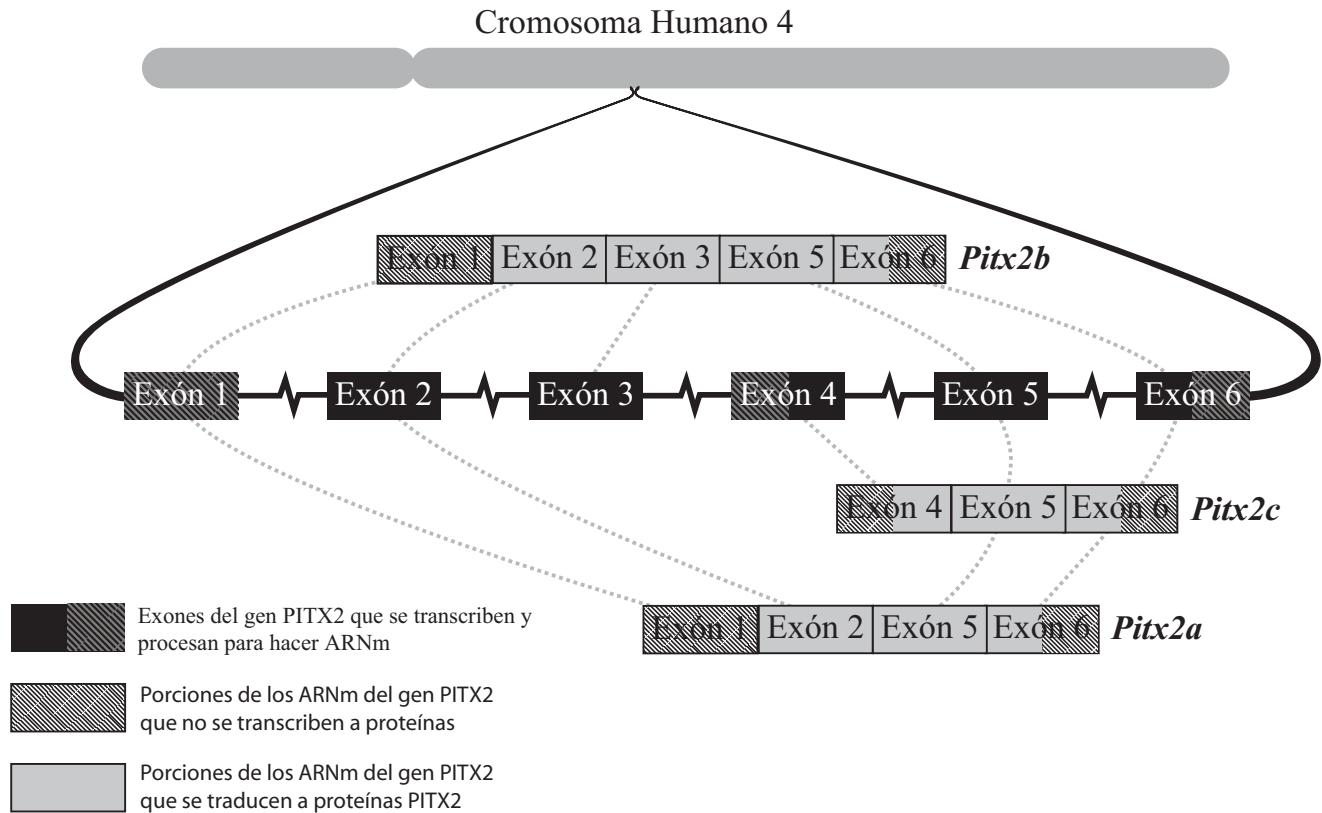 Cromosoma Humano 4
Exón 1 Exón 2 Exón 3 Exón 5 Exón 6 Pitx2b
Exón 1 Exón 2 Exón 3 Exón 4 Exón 5 Exón 6
Exón 4 Exón 5 Exón 6 Pitx2c
Exón 1 Exón 2 Exón 5 Exón 6 Pitx2a
Exones del gen PITX2 que se transcriben y
procesan para hacer ARNm
Porciones de los ARNm del gen PITX2
que no se transcriben a proteínas
Porciones de los ARNm del gen PITX2
que se traducen a proteínas PITX2